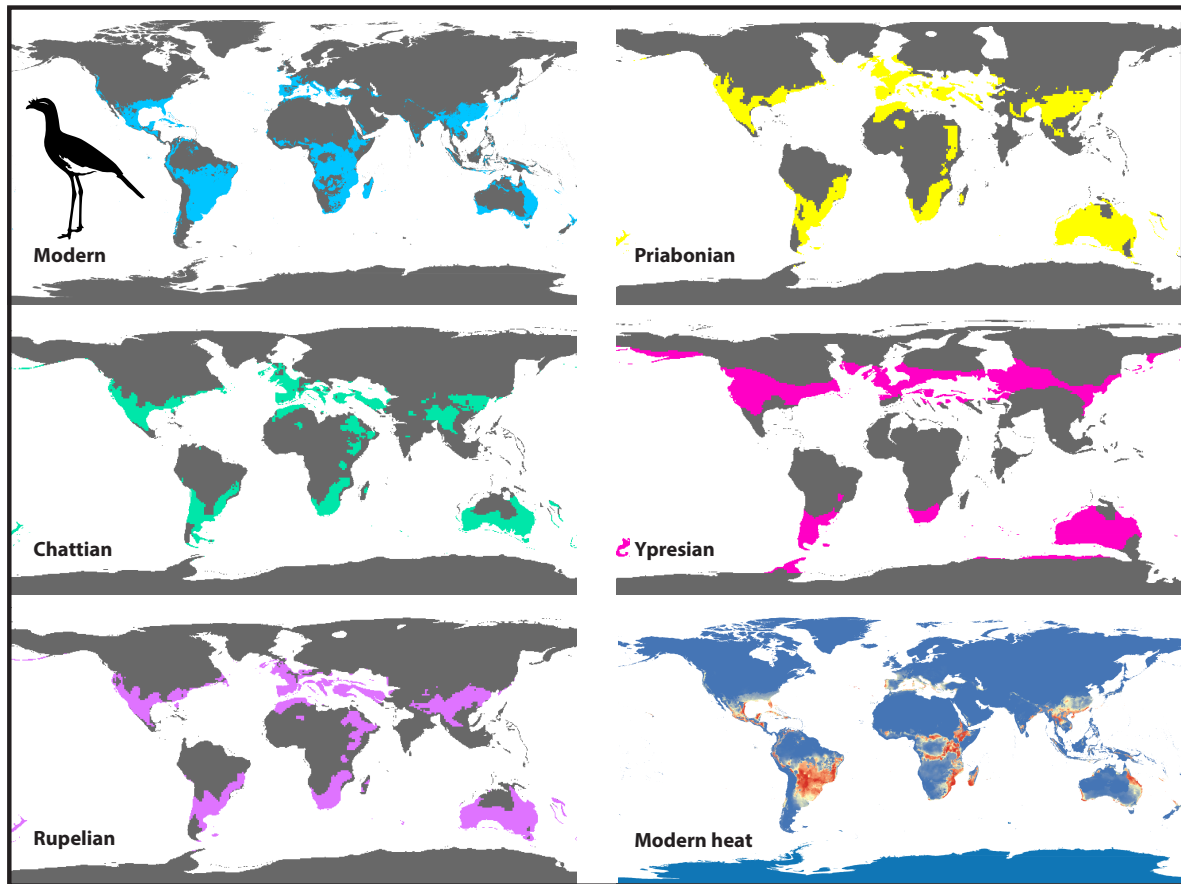 Modern
Priabonian
Chattian
Ypresian
Rupelian
Modern heat